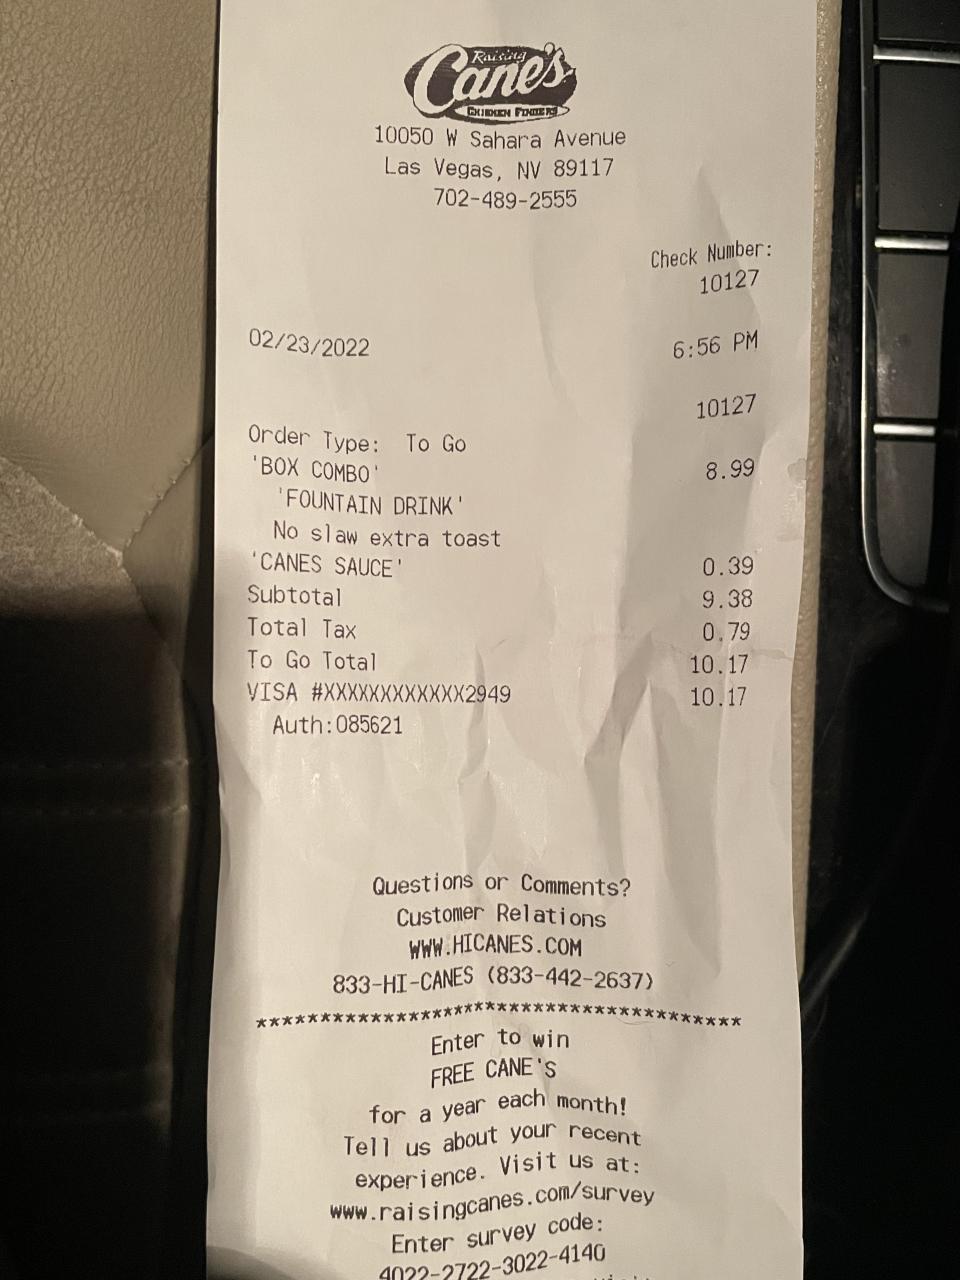 Raising
Cane's
CHICKEN FINGERS
10050 W Sahara Avenue
Las Vegas, NV 89117
702-489-2555
Check Number:
10127
02/23/2022 6:56 PM
10127
Order Type: To Go
'BOX COMBO' 8.99
'FOUNTAIN DRINK'
No slaw extra toast
'CANES SAUCE' 0.39
Subtotal 9.38
Total Tax 0.79
To Go Total 10.17
VISA #XXXXXXXXXXXX2949 10.17
Auth:085621
Questions or Comments?
Customer Relations
WWW.HICANES.COM
833-HI-CANES (833-442-2637)
**************************************
Enter to win
FREE CANE'S
for a year each month!
Tell us about your recent
experience. Visit us at:
www.raisingcanes.com/survey
Enter survey code:
4022-2722-3022-4140